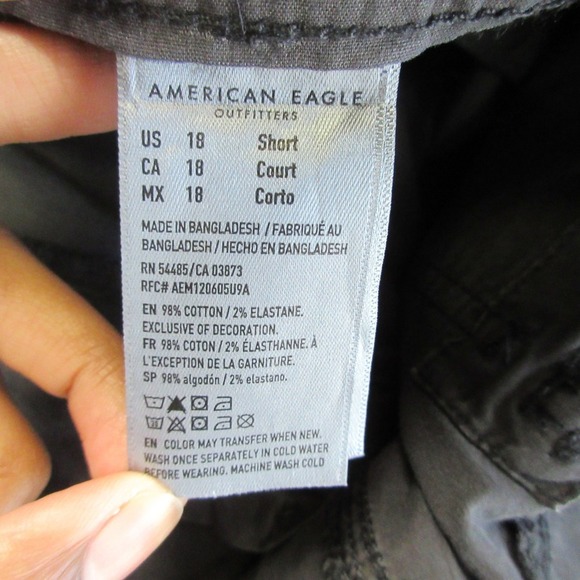 AMERICAN EAGLE
OUTFITTERS
US 18 Short
CA 18 Court
MX 18 Corto
MADE IN BANGLADESH / FABRIQUÉ AU
BANGLADESH / HECHO EN BANGLADESH
RN 54485/CA 03873
RFC# AEM120605U9A
EN 98% COTTON / 2% ELASTANE.
EXCLUSIVE OF DECORATION.
FR 98% COTON / 2% ÉLASTHANNE. À
L'EXCEPTION DE LA GARNITURE.
SP 98% algodón / 2% elastano.
EN COLOR MAY TRANSFER WHEN NEW.
WASH ONCE SEPARATELY IN COLD WATER
BEFORE WEARING. MACHINE WASH COLD